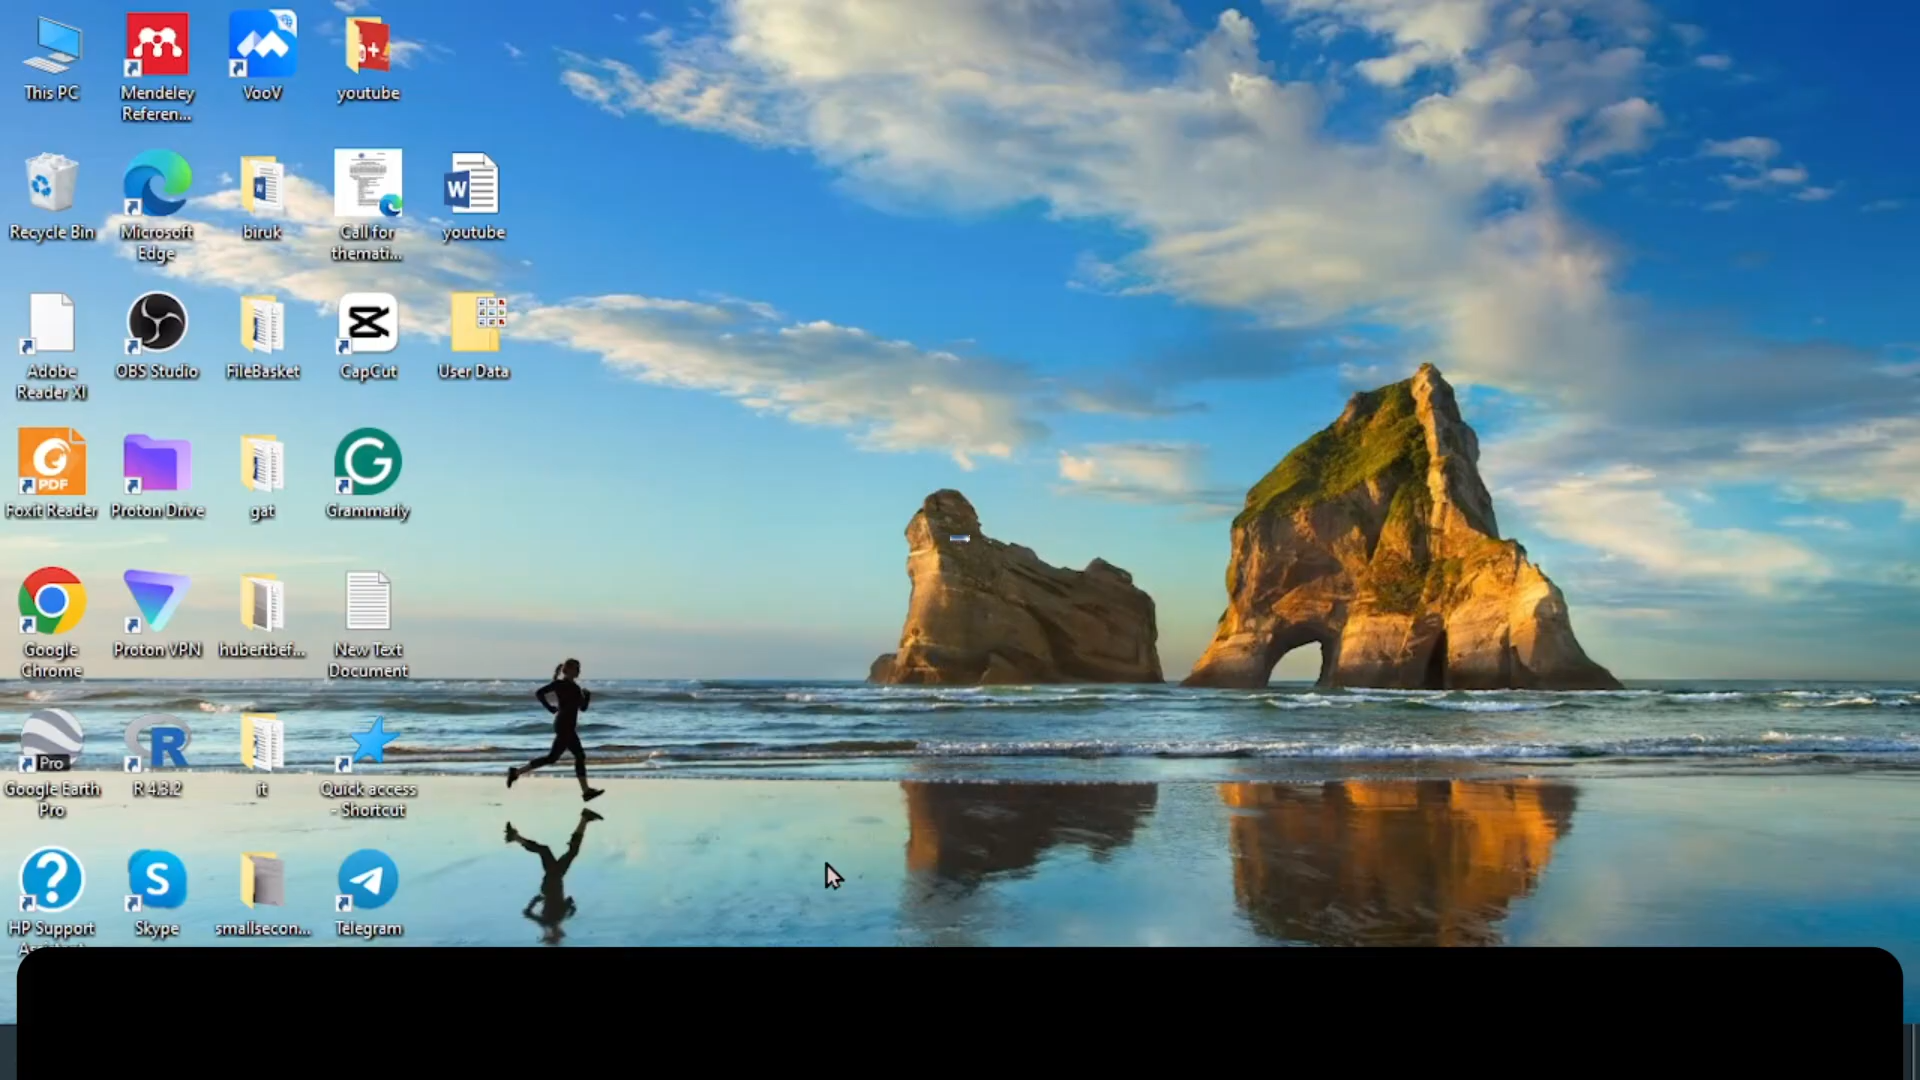 This PC
Mendeley
Referen...
VooV
youtube
Recycle Bin
Microsoft
Edge
biruk
Call for
themati...
youtube
Adobe
Reader XI
OBS Studio
FileBasket
CapCut
User Data
Foxit Reader
Proton Drive
gat
Grammarly
Google
Chrome
Proton VPN
hubertbef...
New Text
Document
Google Earth
Pro
R 4.3.2
it
Quick access
- Shortcut
HP Support
Skype
smallsecon...
Telegram